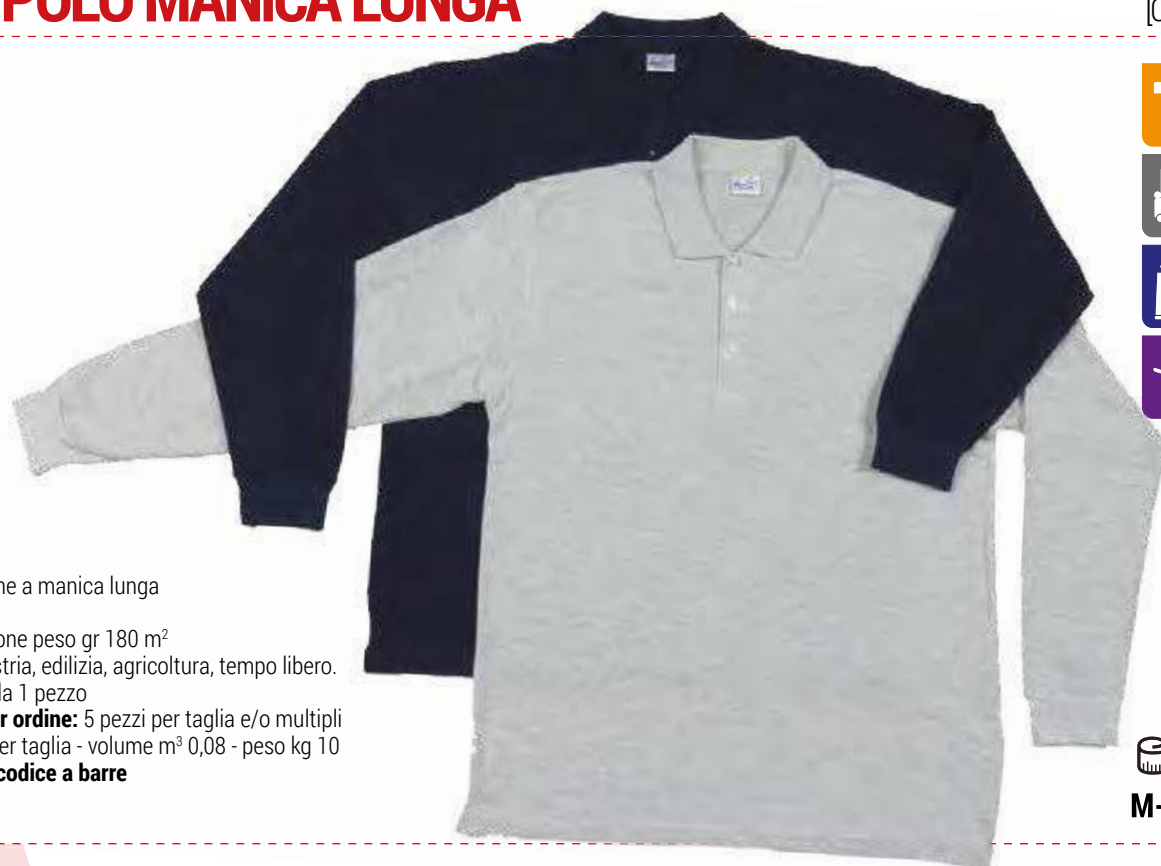 POLO MANICA LUNGA
[C
ne a manica lunga
one peso gr 180 m²
stria, edilizia, agricoltura, tempo libero.
da 1 pezzo
r ordine: 5 pezzi per taglia e/o multipli
er taglia - volume m³ 0,08 - peso kg 10
codice a barre
M-